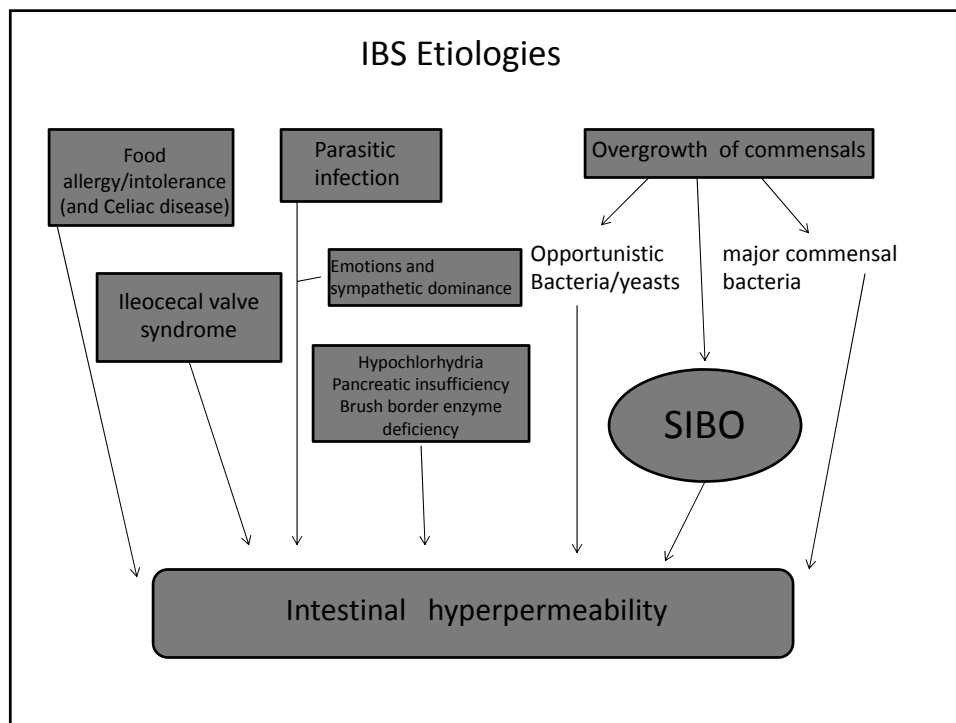 IBS Etiologies
Food
allergy/intolerance
(and Celiac disease)
Parasitic
infection
Overgrowth of commensals
Emotions and
sympathetic dominance
Opportunistic
Bacteria/yeasts
major commensal
bacteria
Ileocecal valve
syndrome
Hypochlorhydria
Pancreatic insufficiency
Brush border enzyme
deficiency
SIBO
Intestinal hyperpermeability